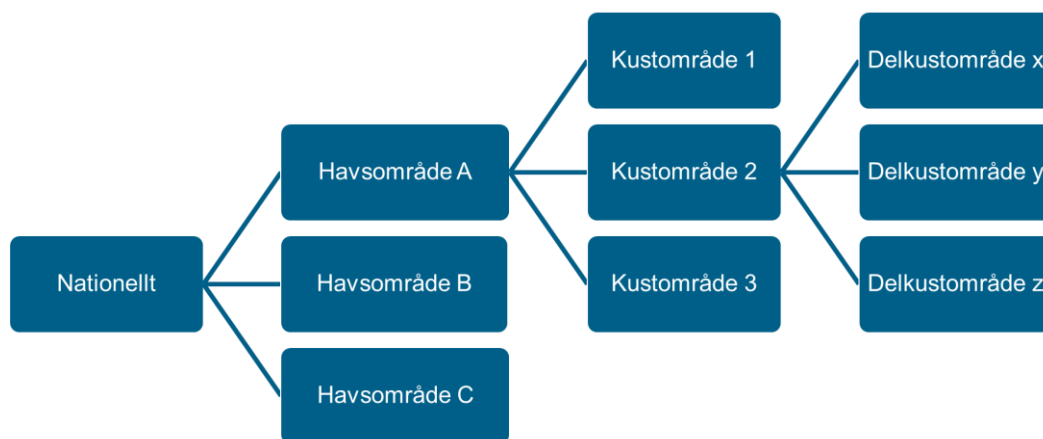 Nationellt
Havsområde A
Havsområde B
Havsområde C
Kustområde 1
Kustområde 2
Kustområde 3
Delkustområde x
Delkustområde y
Delkustområde z